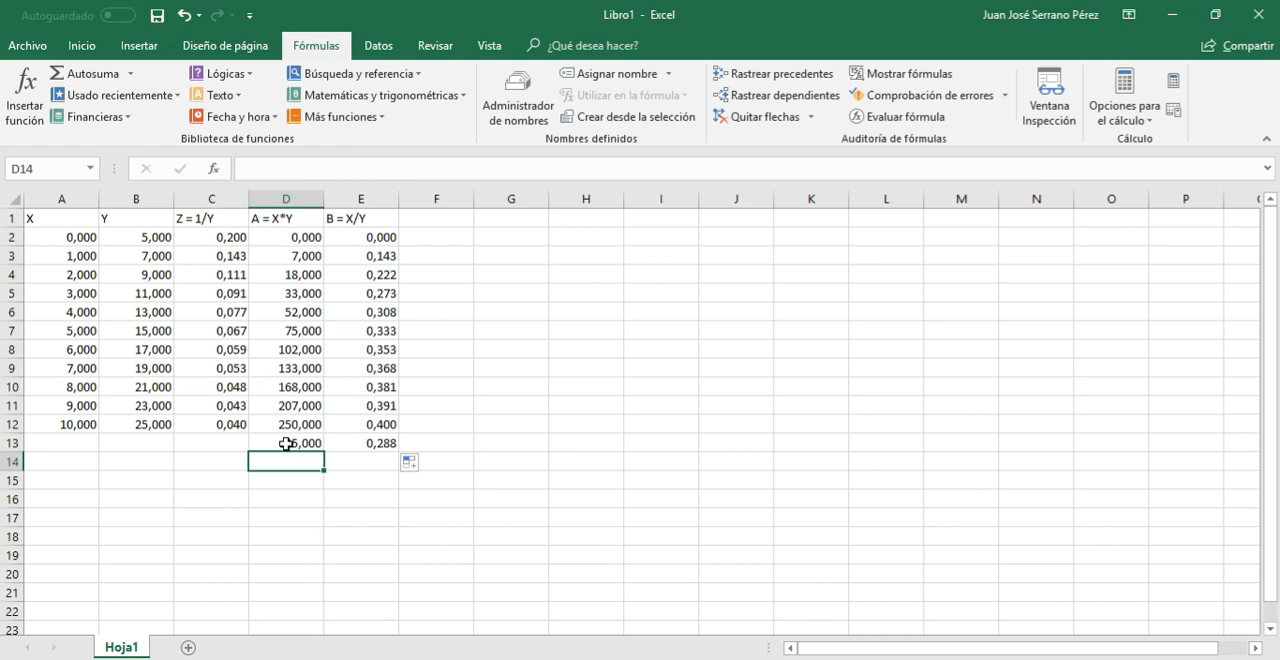 Autoguardado
Libro1 - Excel
Juan José Serrano Pérez
Archivo Inicio Insertar Diseño de página Fórmulas Datos Revisar Vista ¿Qué desea hacer? Compartir
fx Insertar función
Σ Autosuma
Usado recientemente
Financieras
Lógicas
Texto
Fecha y hora
Búsqueda y referencia
Matemáticas y trigonométricas
Más funciones
Biblioteca de funciones
Administrador de nombres
Asignar nombre
Utilizar en la fórmula
Crear desde la selección
Nombres definidos
Rastrear precedentes
Rastrear dependientes
Quitar flechas
Mostrar fórmulas
Comprobación de errores
Evaluar fórmula
Auditoría de fórmulas
Ventana Inspección
Opciones para el cálculo
Cálculo
D14 fx
A B C D E F G H I J K L M N O P
1 X Y Z = 1/Y A = X*Y B = X/Y
2 0,000 5,000 0,200 0,000 0,000
3 1,000 7,000 0,143 7,000 0,143
4 2,000 9,000 0,111 18,000 0,222
5 3,000 11,000 0,091 33,000 0,273
6 4,000 13,000 0,077 52,000 0,308
7 5,000 15,000 0,067 75,000 0,333
8 6,000 17,000 0,059 102,000 0,353
9 7,000 19,000 0,053 133,000 0,368
10 8,000 21,000 0,048 168,000 0,381
11 9,000 23,000 0,043 207,000 0,391
12 10,000 25,000 0,040 250,000 0,400
13 0,288
14
15
16
17
18
19
20
21
22
23
Hoja1